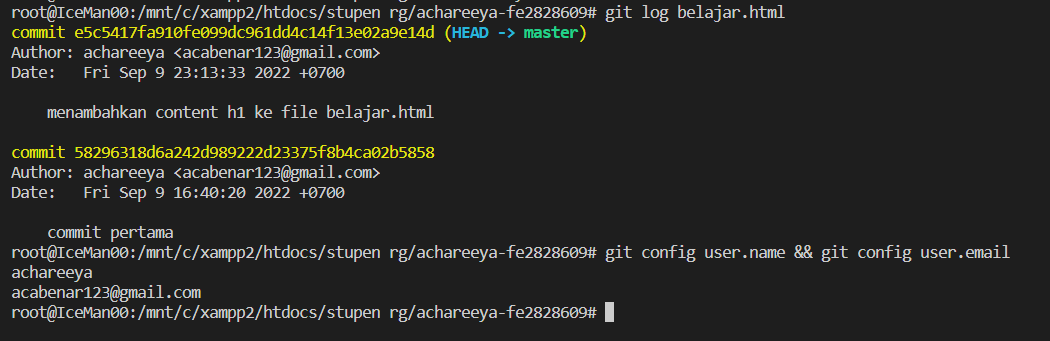 root@IceMan00:/mnt/c/xampp2/htdocs/stupen rg/achareeya-fe2828609# git log belajar.html
commit e5c5417fa910fe099dc961dd4c14f13e02a9e14d (HEAD -> master)
Author: achareeya <acabenar123@gmail.com>
Date:   Fri Sep 9 23:13:33 2022 +0700
    menambahkan content h1 ke file belajar.html
commit 58296318d6a242d989222d23375f8b4ca02b5858
Author: achareeya <acabenar123@gmail.com>
Date:   Fri Sep 9 16:40:20 2022 +0700
    commit pertama
root@IceMan00:/mnt/c/xampp2/htdocs/stupen rg/achareeya-fe2828609# git config user.name && git config user.email
achareeya
acabenar123@gmail.com
root@IceMan00:/mnt/c/xampp2/htdocs/stupen rg/achareeya-fe2828609#